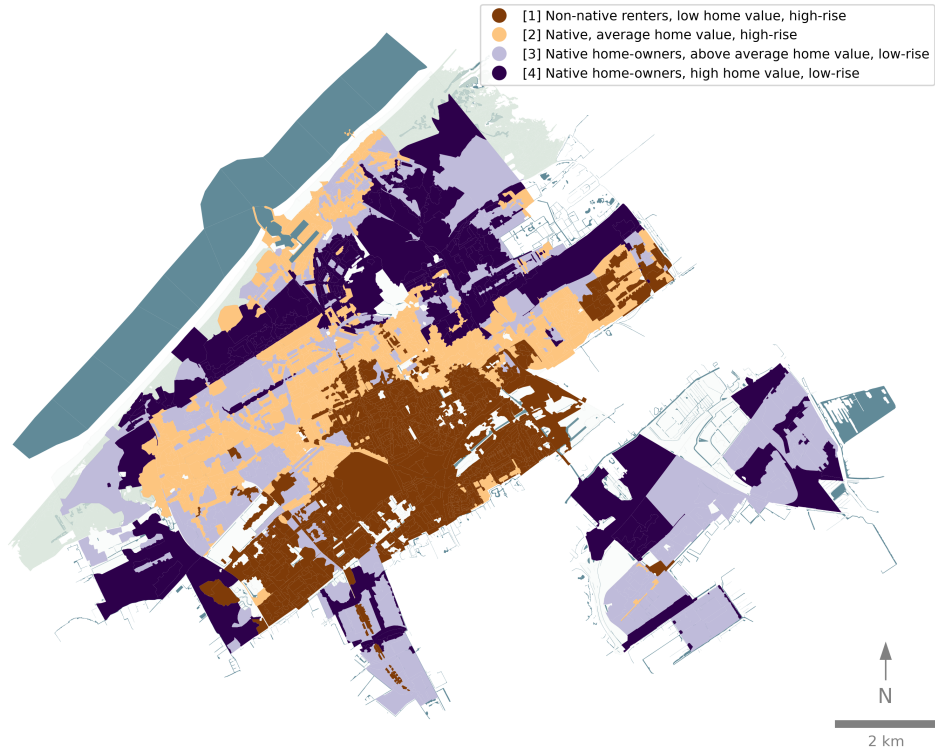 [1] Non-native renters, low home value, high-rise
[2] Native, average home value, high-rise
[3] Native home-owners, above average home value, low-rise
[4] Native home-owners, high home value, low-rise
N
2 km